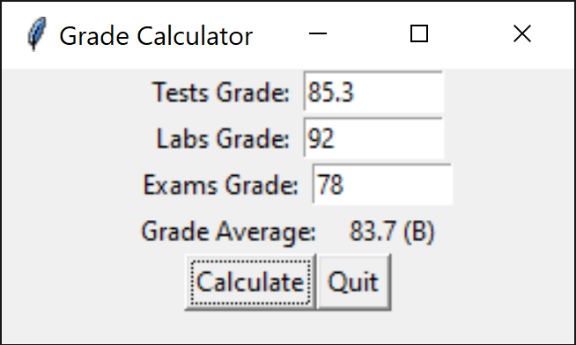 Grade Calculator
Tests Grade: 85.3
Labs Grade: 92
Exams Grade: 78
Grade Average: 83.7 (B)
Calculate Quit